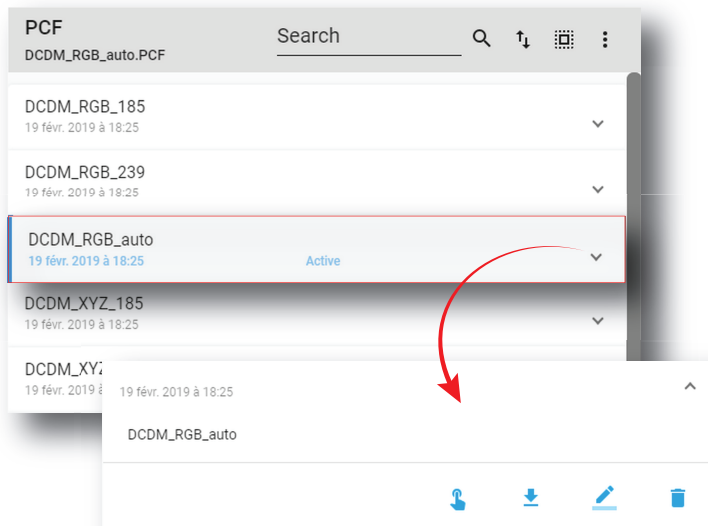 PCF
DCDM_RGB_auto.PCF
Search
DCDM_RGB_185
19 févr. 2019 à 18:25
DCDM_RGB_239
19 févr. 2019 à 18:25
DCDM_RGB_auto
19 févr. 2019 à 18:25 Active
DCDM_XYZ_185
19 févr. 2019 à 18:25
DCDM_XYZ
19 févr. 2019 à
19 févr. 2019 à 18:25
DCDM_RGB_auto